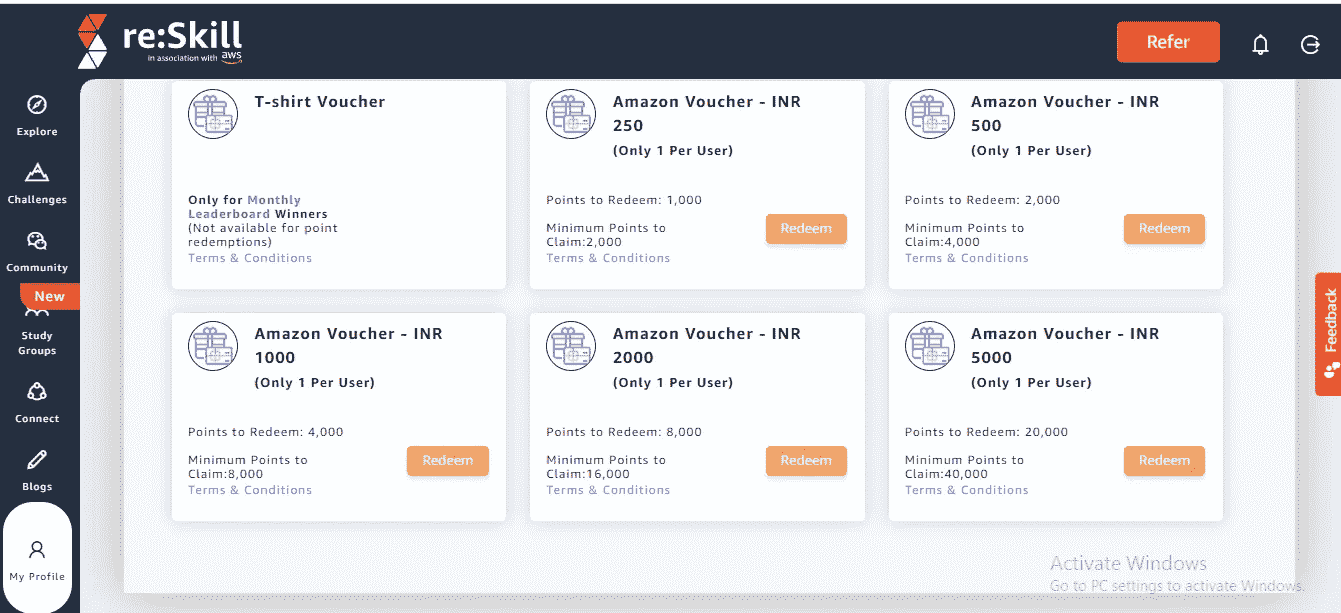 re:Skill
in association with aws
Refer
Explore
Challenges
Community
New
Study
Groups
Connect
Blogs
My Profile
T-shirt Voucher
Only for Monthly
Leaderboard Winners
(Not available for point
redemptions)
Terms & Conditions
Amazon Voucher - INR
250
(Only 1 Per User)
Points to Redeem: 1,000
Minimum Points to
Claim:2,000
Redeem
Terms & Conditions
Amazon Voucher - INR
500
(Only 1 Per User)
Points to Redeem: 2,000
Minimum Points to
Claim:4,000
Redeem
Terms & Conditions
Amazon Voucher - INR
1000
(Only 1 Per User)
Points to Redeem: 4,000
Minimum Points to
Claim:8,000
Redeem
Terms & Conditions
Amazon Voucher - INR
2000
(Only 1 Per User)
Points to Redeem: 8,000
Minimum Points to
Claim:16,000
Redeem
Terms & Conditions
Amazon Voucher - INR
5000
(Only 1 Per User)
Points to Redeem: 20,000
Minimum Points to
Claim:40,000
Redeem
Terms & Conditions
Feedback
Activate Windows
Go to PC settings to activate Windows.